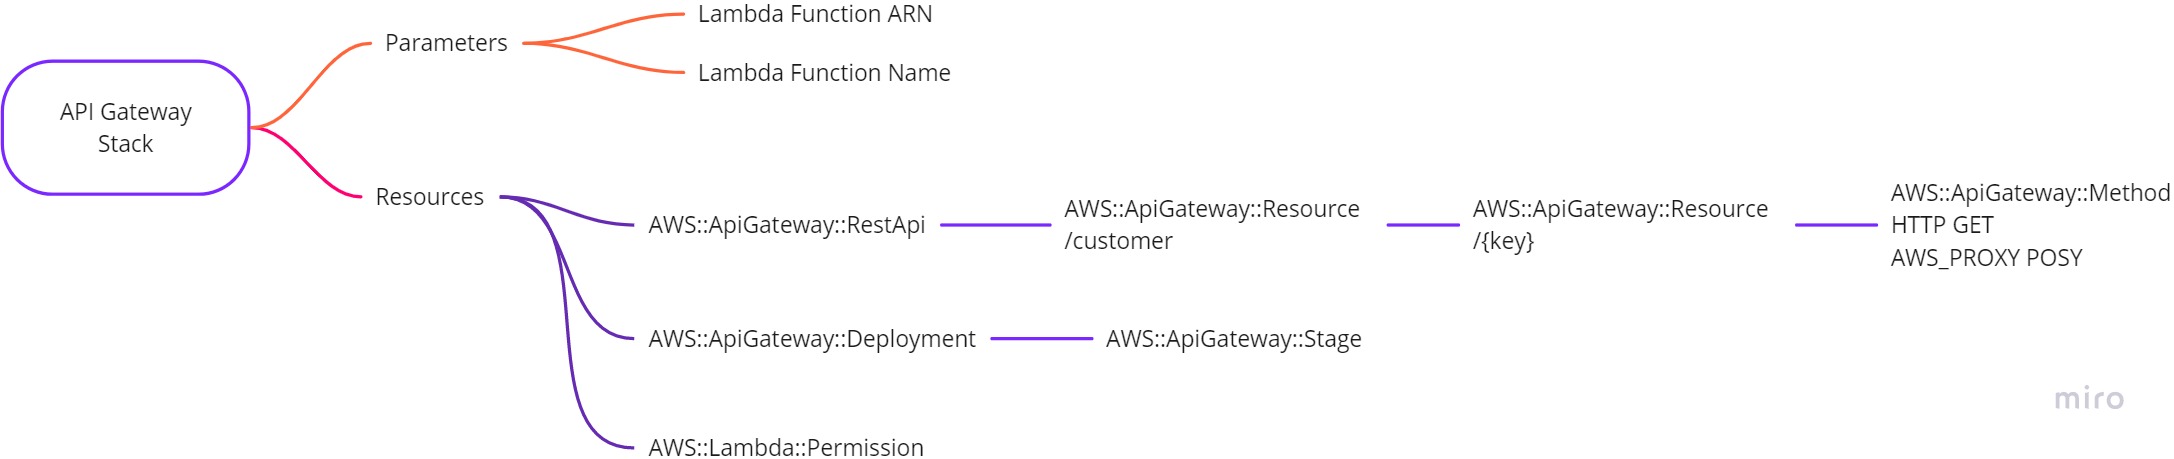 Lambda Function ARN
Parameters
Lambda Function Name
API Gateway
Stack
Resources
AWS::ApiGateway::RestApi
AWS::ApiGateway::Resource
/customer
AWS::ApiGateway::Resource
/{key}
AWS::ApiGateway::Method
HTTP GET
AWS_PROXY POSY
AWS::ApiGateway::Deployment
AWS::ApiGateway::Stage
AWS::Lambda::Permission
miro